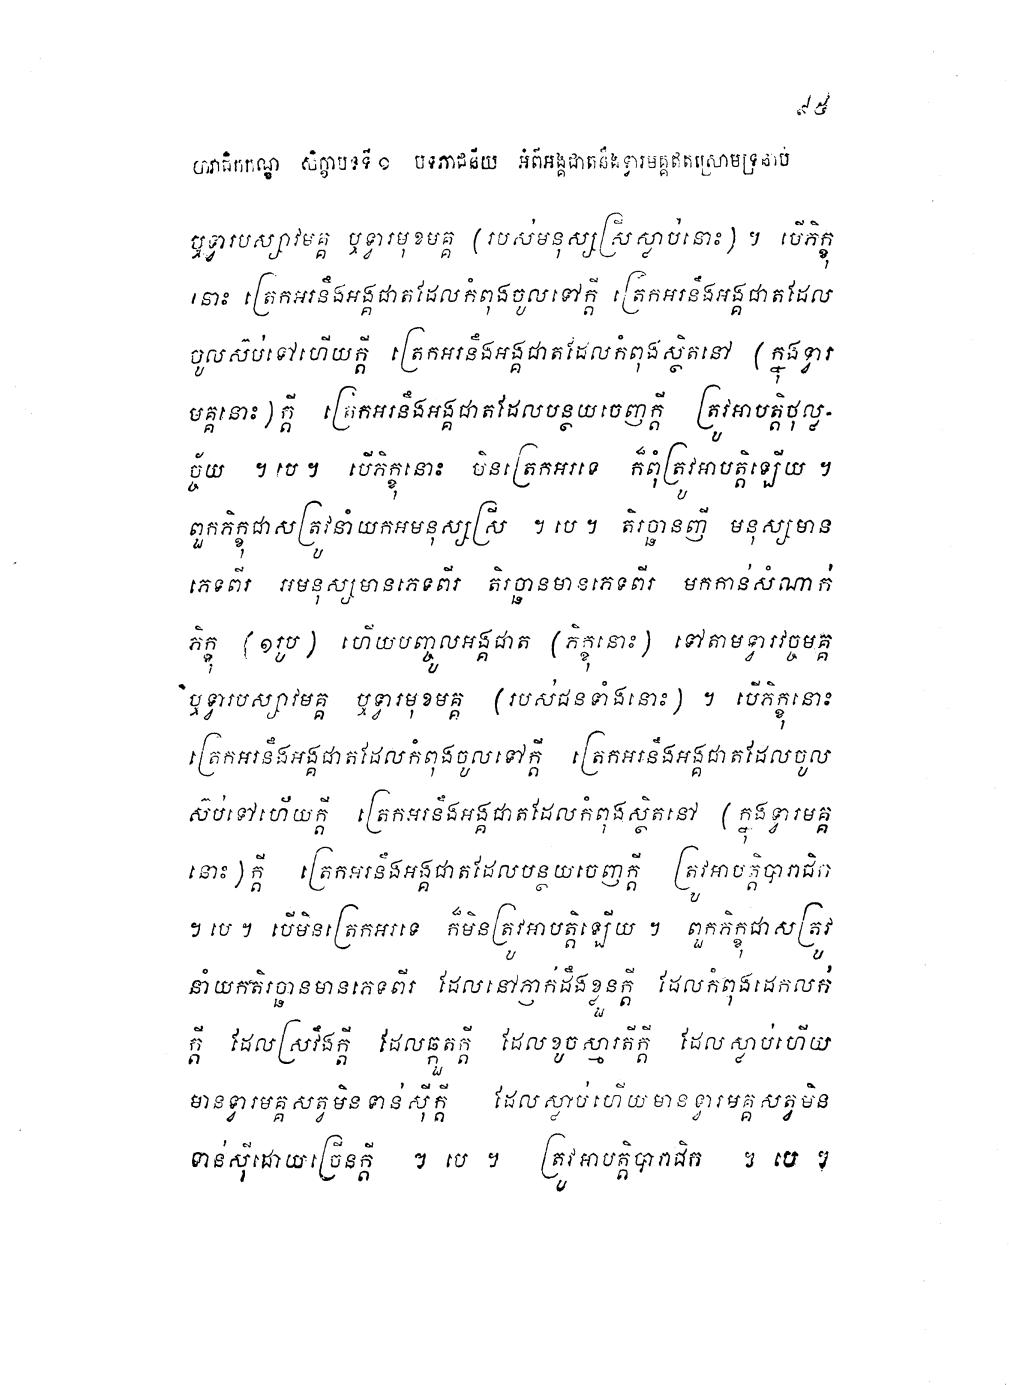 ៩៥
បារាជិកកណ្ឌ សិក្ខាបទទី ១ បទភាជនីយ អំពីអង្គជាតនឹងទ្វារមគ្គឥតស្រោមទ្រនាប់
ឬទ្វារបស្សាវមគ្គ ឬទ្វារមុខមគ្គ (របស់មនុស្សស្រីស្លាប់នោះ) ។ បើភិក្ខុ
នោះ ត្រេកអរនឹងអង្គជាតដែលកំពុងចូលទៅក្តី ត្រេកអរនឹងអង្គជាតដែល
ចូលស៊ប់ទៅហើយក្តី ត្រេកអរនឹងអង្គជាតដែលកំពុងស្ថិតនៅ (ក្នុងទ្វារ
មគ្គនោះ) ក្តី ត្រេកអរនឹងអង្គជាតដែលបន្ថយចេញក្តី ត្រូវអាបត្តិថុល្ល-
ច្ច័យ ។ បេ ។ បើភិក្ខុនោះ មិនត្រេកអរទេ ក៏ពុំត្រូវអាបត្តិឡើយ ។
ពួកភិក្ខុជាសត្រូវនាំយកអមនុស្សស្រី ។ បេ ។ តិរច្ឆានញី មនុស្សមាន
ភេទពីរ អមនុស្សមានភេទពីរ តិរច្ឆានមានភេទពីរ មកកាន់សំណាក់
ភិក្ខុ (១រូប) ហើយបញ្ចូលអង្គជាត (ភិក្ខុនោះ) ទៅតាមទ្វារវច្ចមគ្គ
ឬទ្វារបស្សាវមគ្គ ឬទ្វារមុខមគ្គ (របស់ជនទាំងនោះ) ។ បើភិក្ខុនោះ
ត្រេកអរនឹងអង្គជាតដែលកំពុងចូលទៅក្តី ត្រេកអរនឹងអង្គជាតដែលចូល
ស៊ប់ទៅហើយក្តី ត្រេកអរនឹងអង្គជាតដែលកំពុងស្ថិតនៅ (ក្នុងទ្វារមគ្គ
នោះ) ក្តី ត្រេកអរនឹងអង្គជាតដែលបន្ថយចេញក្តី ត្រូវអាបត្តិបារាជិក
។ បេ ។ បើមិនត្រេកអរទេ ក៏មិនត្រូវអាបត្តិឡើយ ។ ពួកភិក្ខុជាសត្រូវ
នាំយកតិរច្ឆានមានភេទពីរ ដែលនៅភ្ញាក់ដឹងខ្លួនក្តី ដែលកំពុងដេកលក់
ក្តី ដែលស្រវឹងក្តី ដែលឆ្កួតក្តី ដែលខូចស្មារតីក្តី ដែលស្លាប់ហើយ
មានទ្វារមគ្គសត្វមិនទាន់ស៊ីក្តី ដែលស្លាប់ហើយមានទ្វារមគ្គសត្វមិន
ទាន់ស៊ីដោយច្រើនក្តី ។ បេ ។ ត្រូវអាបត្តិបារាជិក ។ បេ ។